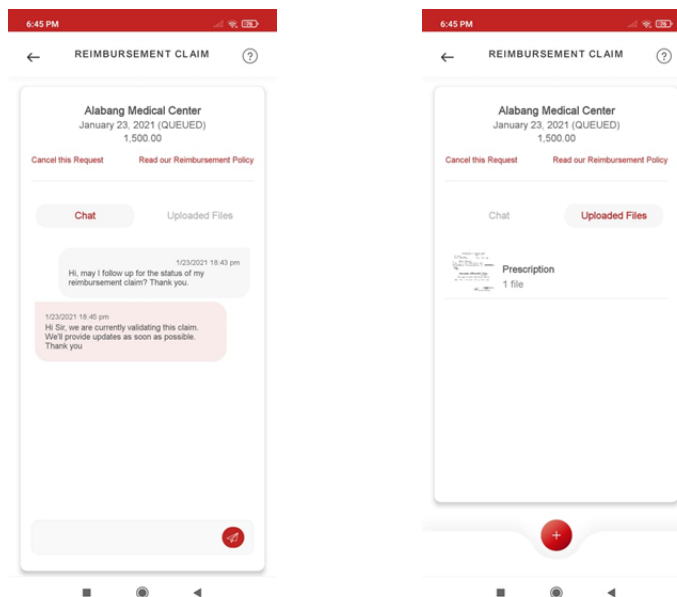 6:45 PM
REIMBURSEMENT CLAIM
?
Alabang Medical Center
January 23, 2021 (QUEUED)
1,500.00
Cancel this Request
Read our Reimbursement Policy
Chat
Uploaded Files
1/23/2021 18:43 pm
Hi, may I follow up for the status of my
reimbursement claim? Thank you.
1/23/2021 18:45 pm
Hi Sir, we are currently validating this claim.
We'll provide updates as soon as possible.
Thank you
6:45 PM
REIMBURSEMENT CLAIM
?
Alabang Medical Center
January 23, 2021 (QUEUED)
1,500.00
Cancel this Request
Read our Reimbursement Policy
Chat
Uploaded Files
Prescription
1 file
+